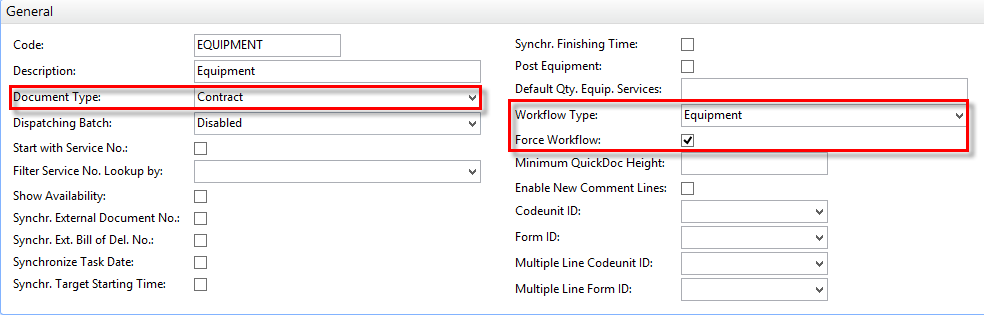 General
Code: EQUIPMENT
Description: Equipment
Document Type: Contract
Dispatching Batch: Disabled
Start with Service No.:
Filter Service No. Lookup by:
Show Availability:
Synchr. External Document No.:
Synchr. Ext. Bill of Del. No.:
Synchronize Task Date:
Synchr. Target Starting Time:
Synchr. Finishing Time:
Post Equipment:
Default Qty. Equip. Services:
Workflow Type: Equipment
Force Workflow:
Minimum QuickDoc Height:
Enable New Comment Lines:
Codeunit ID:
Form ID:
Multiple Line Codeunit ID:
Multiple Line Form ID: